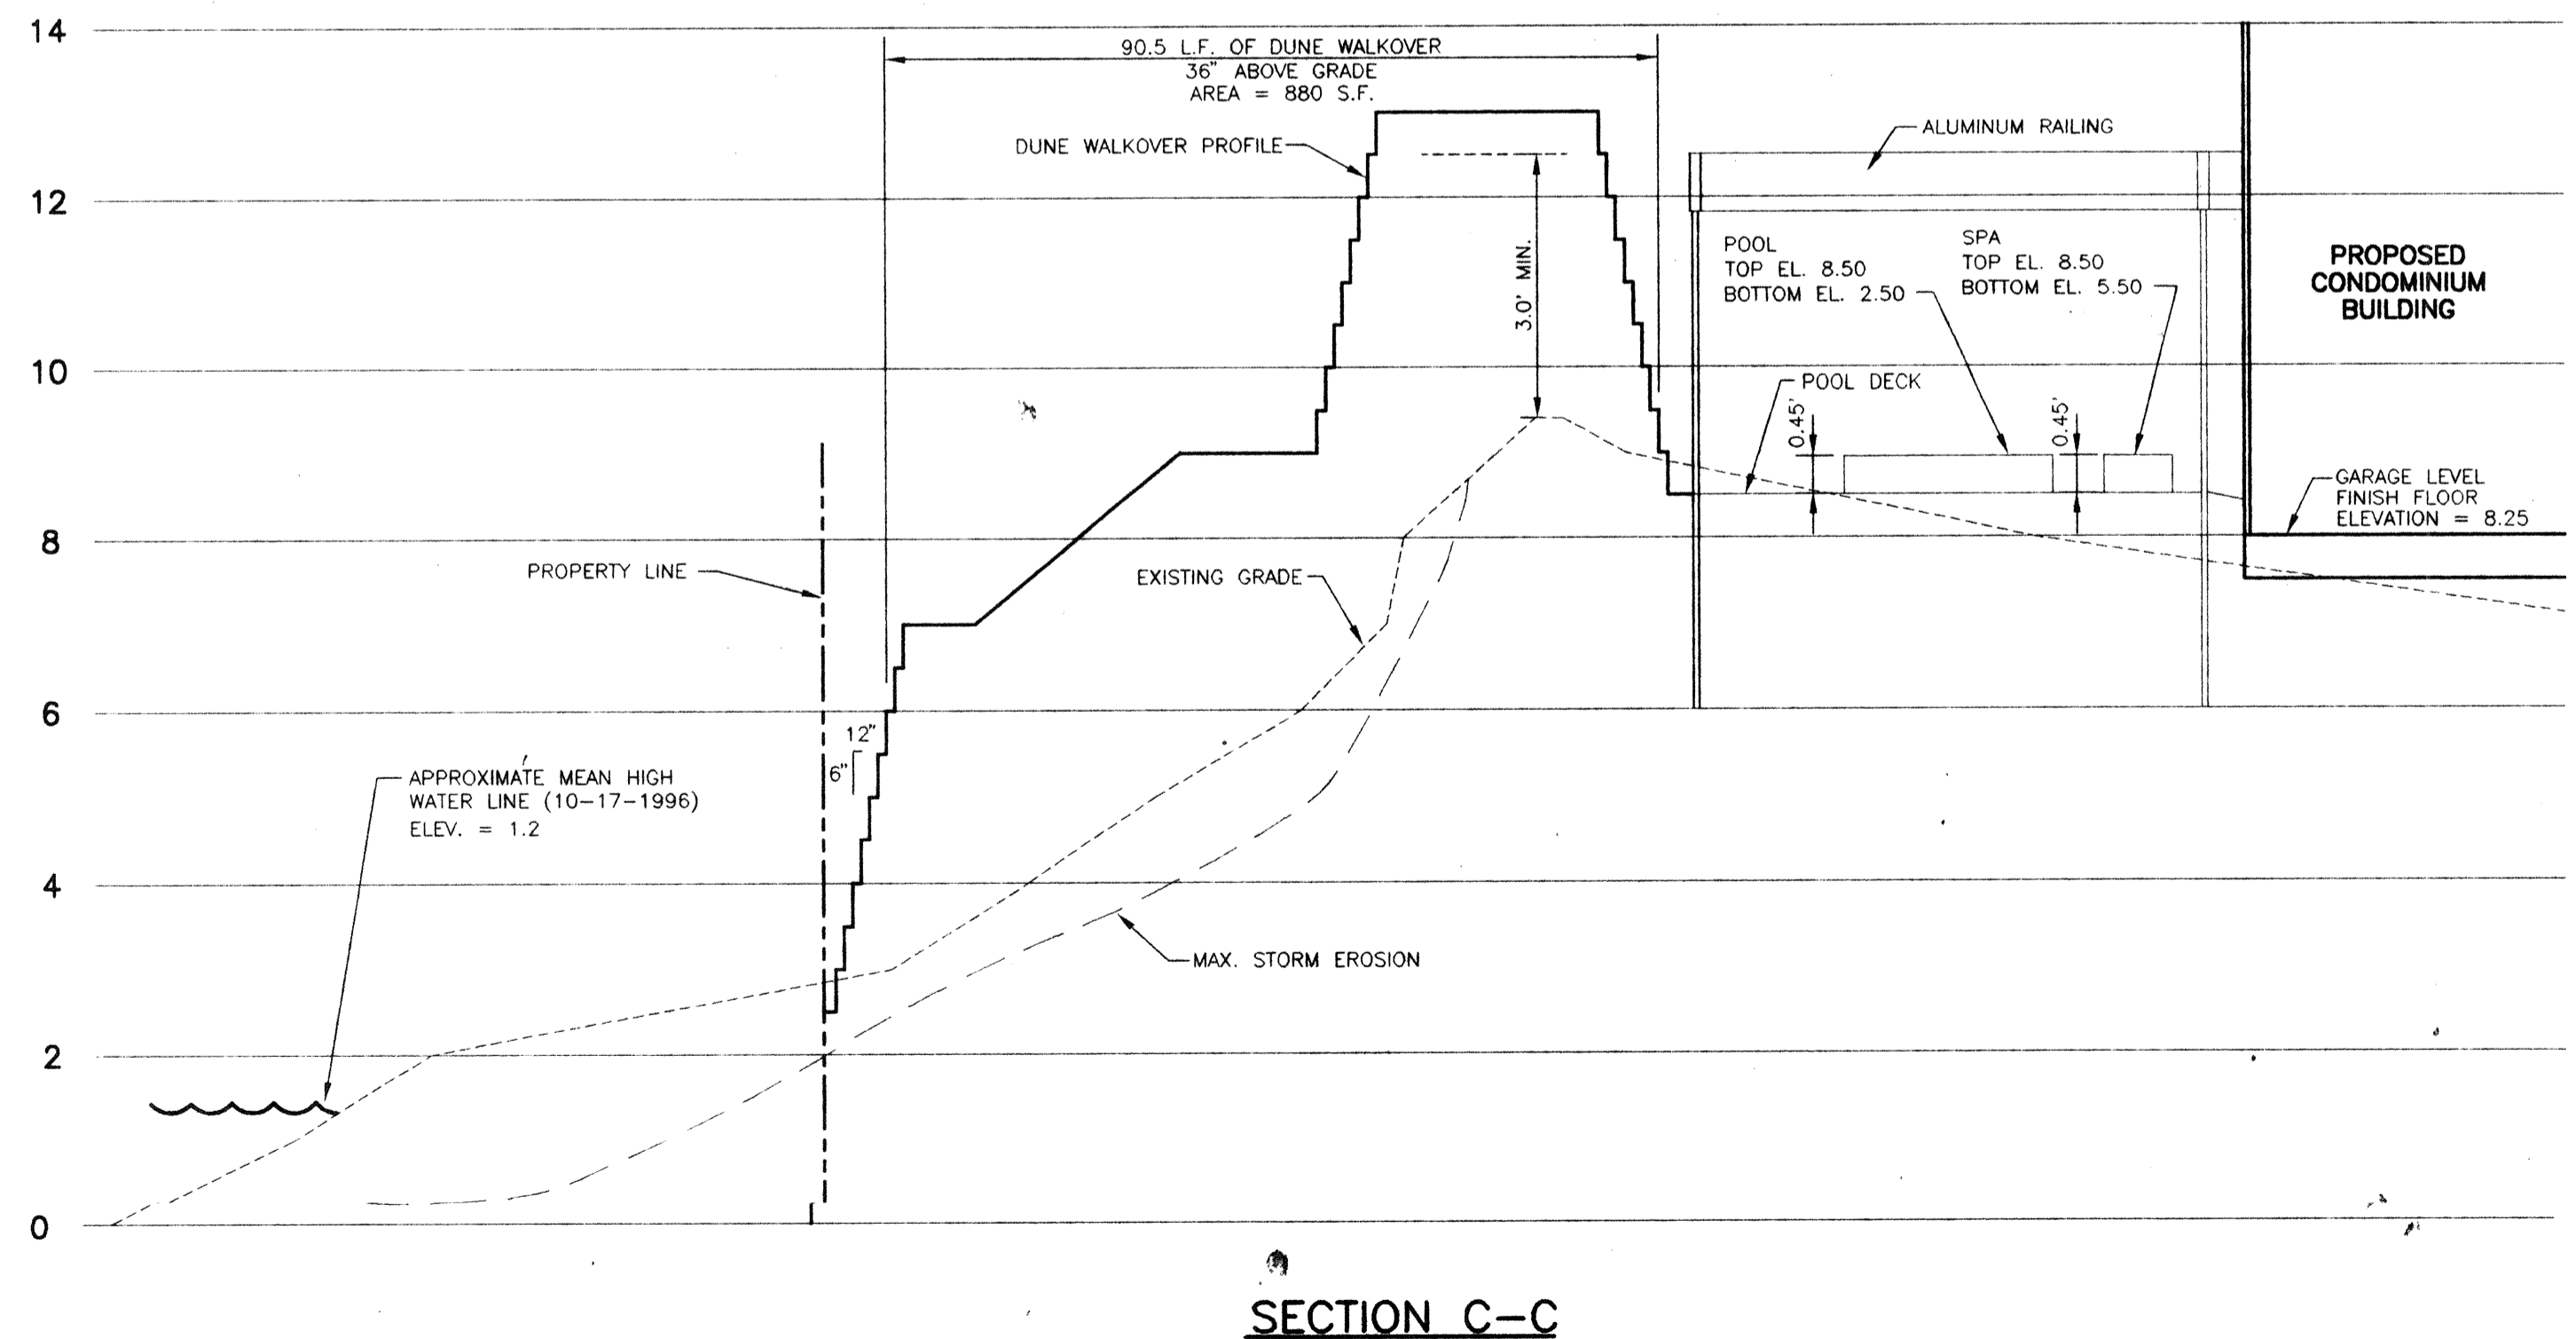 14
90.5 L.F. OF DUNE WALKOVER
36" ABOVE GRADE
AREA = 880 S.F.
DUNE WALKOVER PROFILE
ALUMINUM RAILING
12
3.0' MIN.
POOL
TOP EL. 8.50
BOTTOM EL. 2.50
SPA
TOP EL. 8.50
BOTTOM EL. 5.50
PROPOSED
CONDOMINIUM
BUILDING
10
POOL DECK
0.45'
0.45'
GARAGE LEVEL
FINISH FLOOR
ELEVATION = 8.25
8
PROPERTY LINE
EXISTING GRADE
6
12"
6"
APPROXIMATE MEAN HIGH
WATER LINE (10-17-1996)
ELEV. = 1.2
4
MAX. STORM EROSION
2
0
SECTION C-C